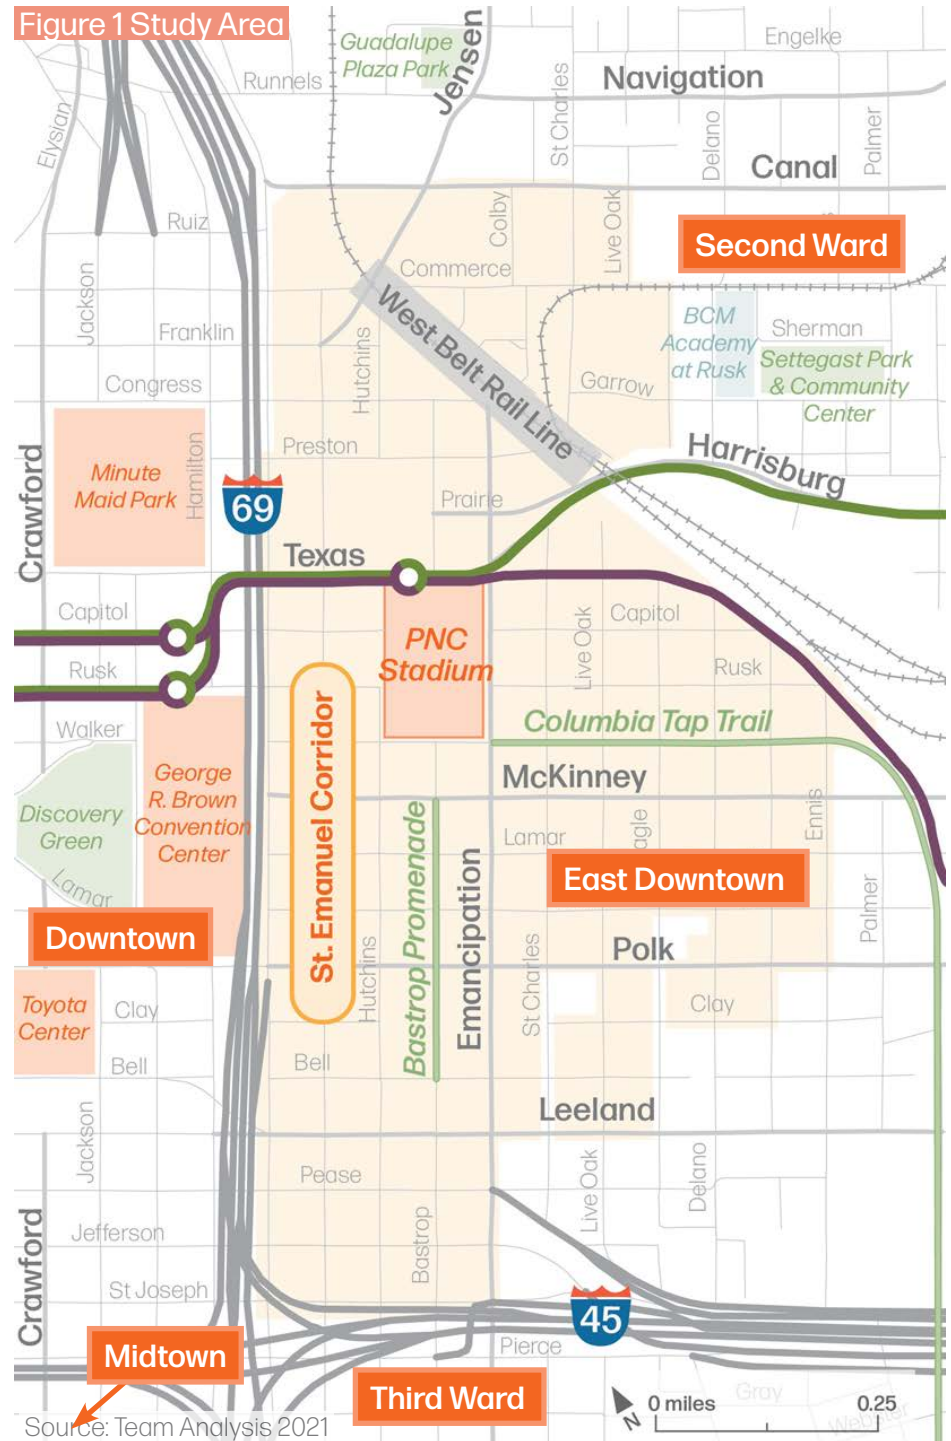 Figure 1 Study Area
Guadalupe
Plaza Park
Jensen
Engelke
Runnels
Navigation
St Charles
Elysian
Delano
Palmer
Canal
Ruiz
Colby
Live Oak
Second Ward
Commerce
Jackson
Franklin
West Belt Rail Line
BCM
Academy
at Rusk
Sherman
Settegast Park
& Community
Center
Hutchins
Congress
Garrow
Preston
Harrisburg
Crawford
Minute
Maid Park
Hamilton
69
Prairie
Texas
Capitol
PNC
Stadium
Live Oak
Capitol
Rusk
Rusk
Walker
Columbia Tap Trail
George
R. Brown
Convention
Center
St. Emanuel Corridor
McKinney
Discovery
Green
Lamar
Bastrop Promenade
Lamar
agle
Ennis
Emancipation
East Downtown
Palmer
Downtown
Polk
Hutchins
St Charles
Toyota
Center
Clay
Clay
Bell
Bell
Leeland
Jackson
Pease
Live Oak
Delano
Crawford
Jefferson
Bastrop
St Joseph
45
Midtown
Pierce
Third Ward
N
0 miles
0.25
Gray
Webster
Source: Team Analysis 2021